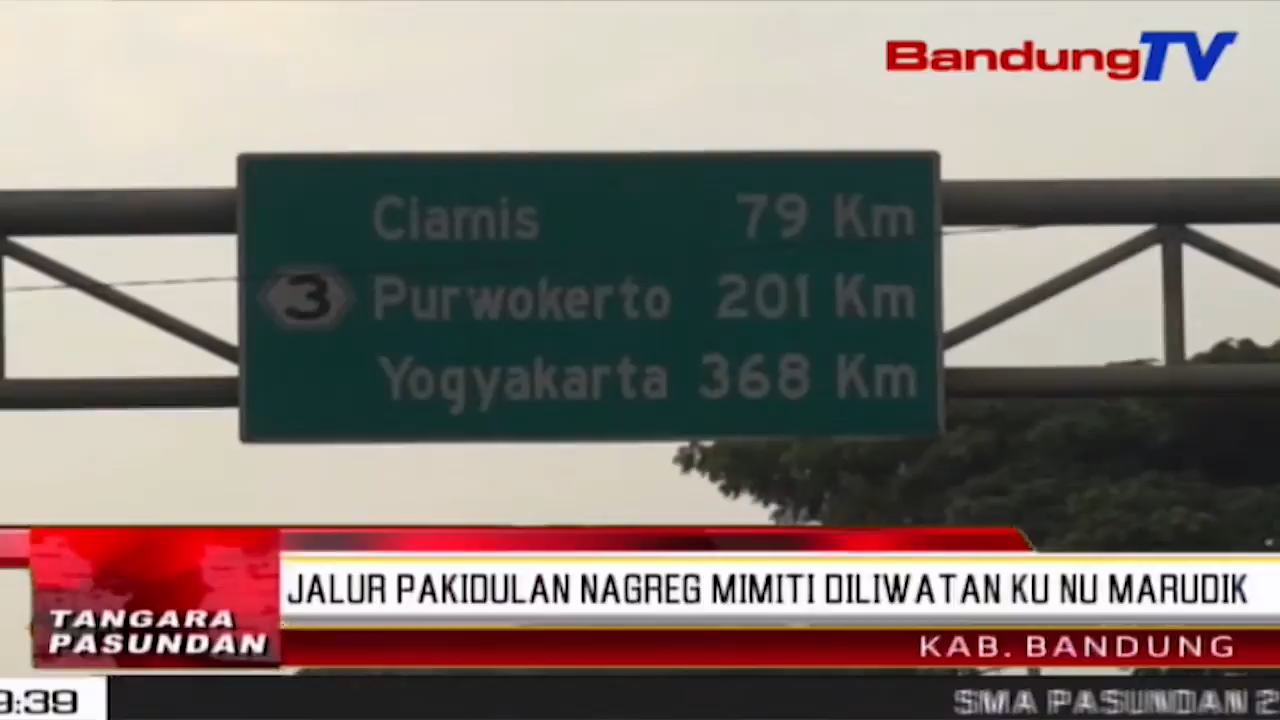 BandungTV
Ciamis 79 Km
3 Purwokerto 201 Km
Yogyakarta 368 Km
JALUR PAKIDULAN NAGREG MIMITI DILIWATAN KU NU MARUDIK
TANGARA
PASUNDAN
KAB. BANDUNG
9:39
SMA PASUNDAN 2